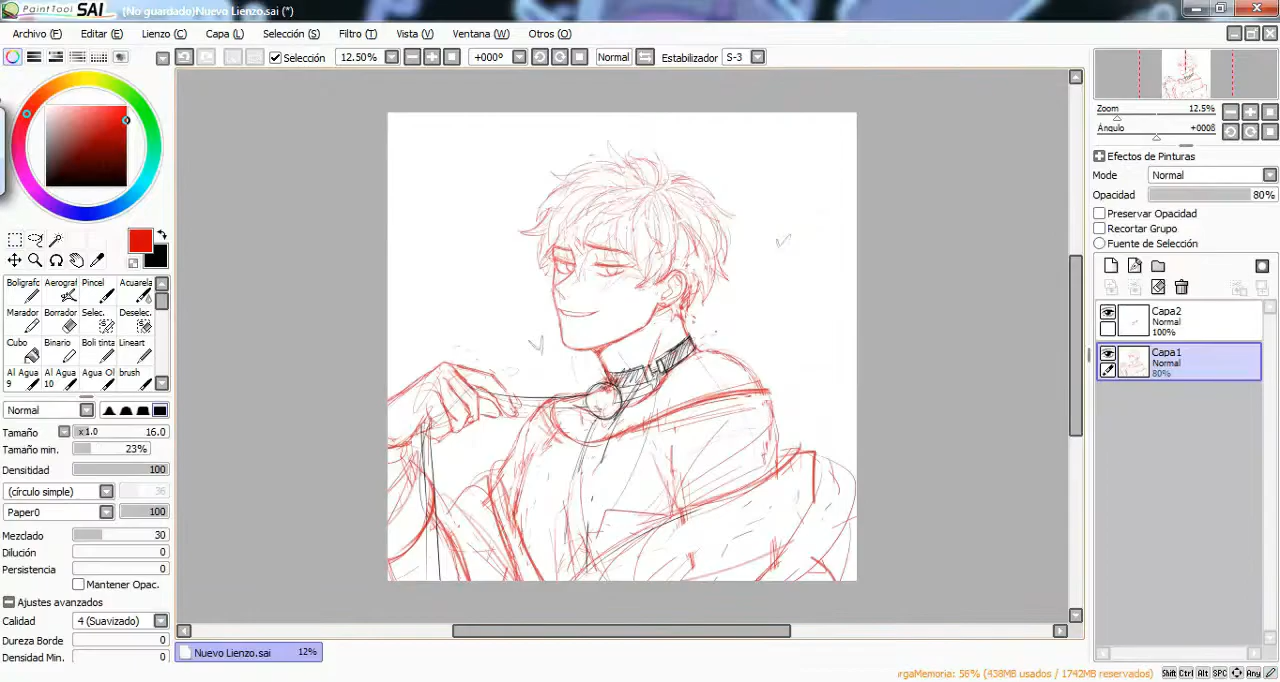 PaintTool SAI (No guardado)Nuevo Lienzo.sai (*)
Archivo (F) Editar (E) Lienzo (C) Capa (L) Selección (S) Filtro (T) Vista (V) Ventana (W) Otros (O)
Selección 12.50% +000º Normal Estabilizador S-3
Zoom 12.5%
Ángulo +000º
Efectos de Pinturas
Mode Normal
Opacidad 80%
Preservar Opacidad
Recortar Grupo
Fuente de Selección
Capa2
Normal
100%
Capa1
Normal
80%
Boligrafc Aerograf Pincel Acuarela
Marador Borrador Selec. Deselec.
Cubo Binario Boli tinta Lineart
Al Agua 9 Al Agua 10 Agua Ol brush
Normal
Tamaño x1.0 16.0
Tamaño min. 23%
Densitidad 100
(círculo simple) 36
Paper0 100
Mezclado 30
Dilución 0
Persistencia 0
Mantener Opac.
Ajustes avanzados
Calidad 4 (Suavizado)
Dureza Borde 0
Densidad Min. 0
Nuevo Lienzo.sai 12%
rgaMemoria: 56% (438MB usados / 1742MB reservados)
Shift Ctrl Alt SPC Any